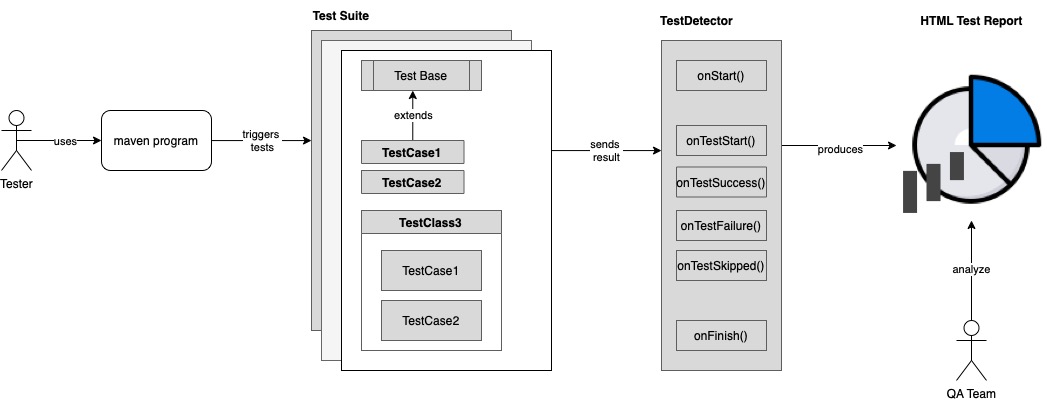 Test Suite
TestDetector
HTML Test Report
Test Base
onStart()
extends
uses
maven program
triggers
tests
TestCase1
sends
result
onTestStart()
produces
TestCase2
onTestSuccess()
Tester
TestClass3
onTestFailure()
TestCase1
onTestSkipped()
analyze
TestCase2
onFinish()
QA Team